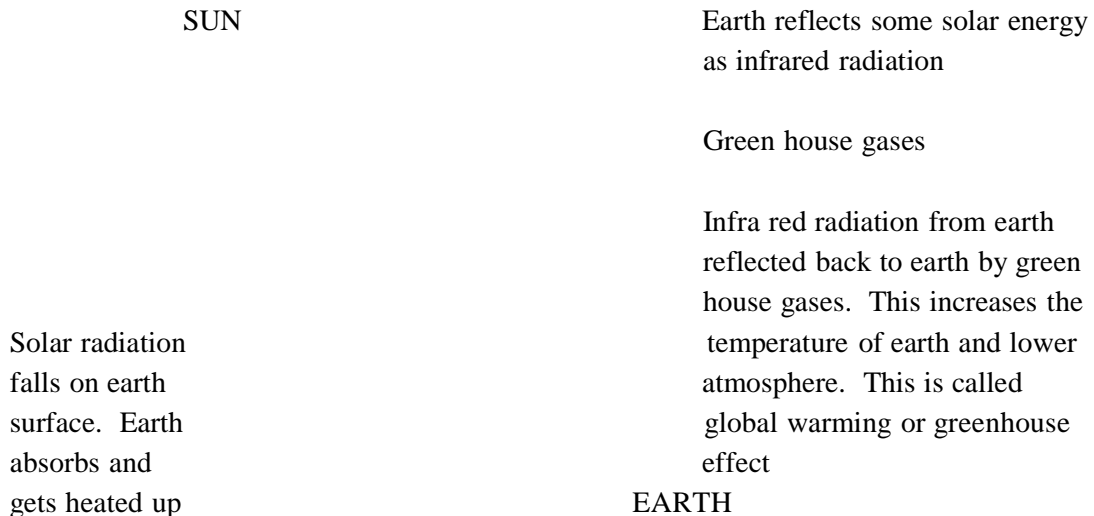 SUN
Earth reflects some solar energy
as infrared radiation
Green house gases
Infra red radiation from earth
reflected back to earth by green
house gases. This increases the
temperature of earth and lower
atmosphere. This is called
global warming or greenhouse
effect
Solar radiation
falls on earth
surface. Earth
absorbs and
gets heated up
EARTH